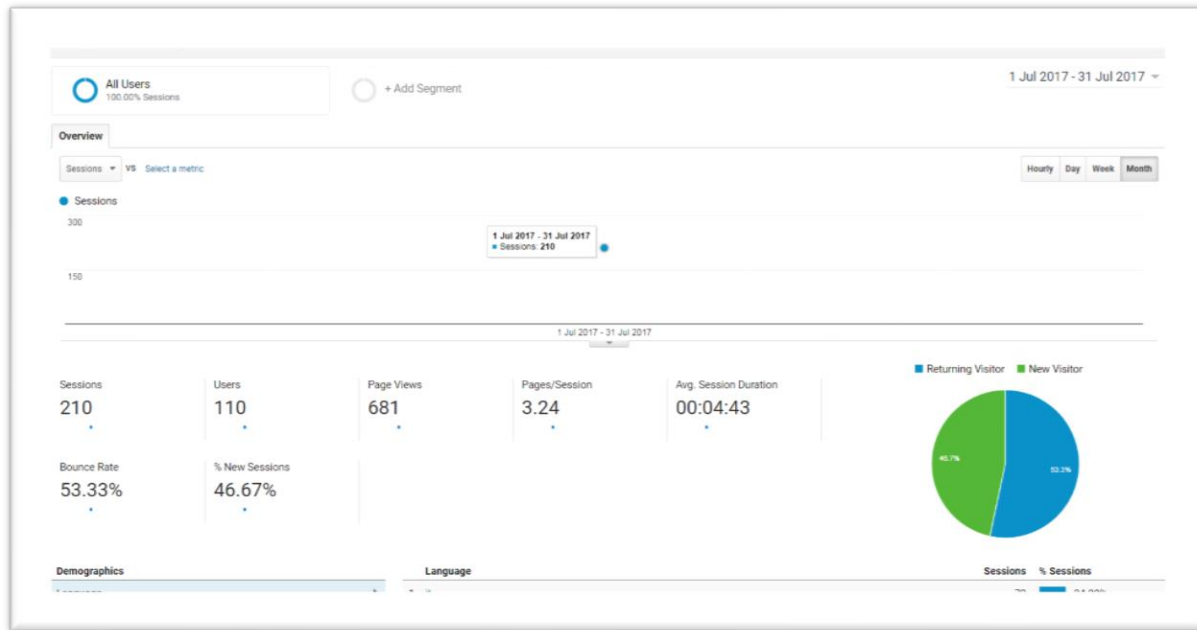 All Users
100.00% Sessions
+ Add Segment
1 Jul 2017 - 31 Jul 2017
Overview
Sessions VS Select a metric
Hourly Day Week Month
Sessions
300
1 Jul 2017 - 31 Jul 2017
Sessions: 210
150
1 Jul 2017 - 31 Jul 2017
Returning Visitor New Visitor
Sessions Users Page Views Pages/Session Avg. Session Duration
210 110 681 3.24 00:04:43
Bounce Rate % New Sessions
53.33% 46.67%
46.7%
53.3%
Demographics Language Sessions % Sessions